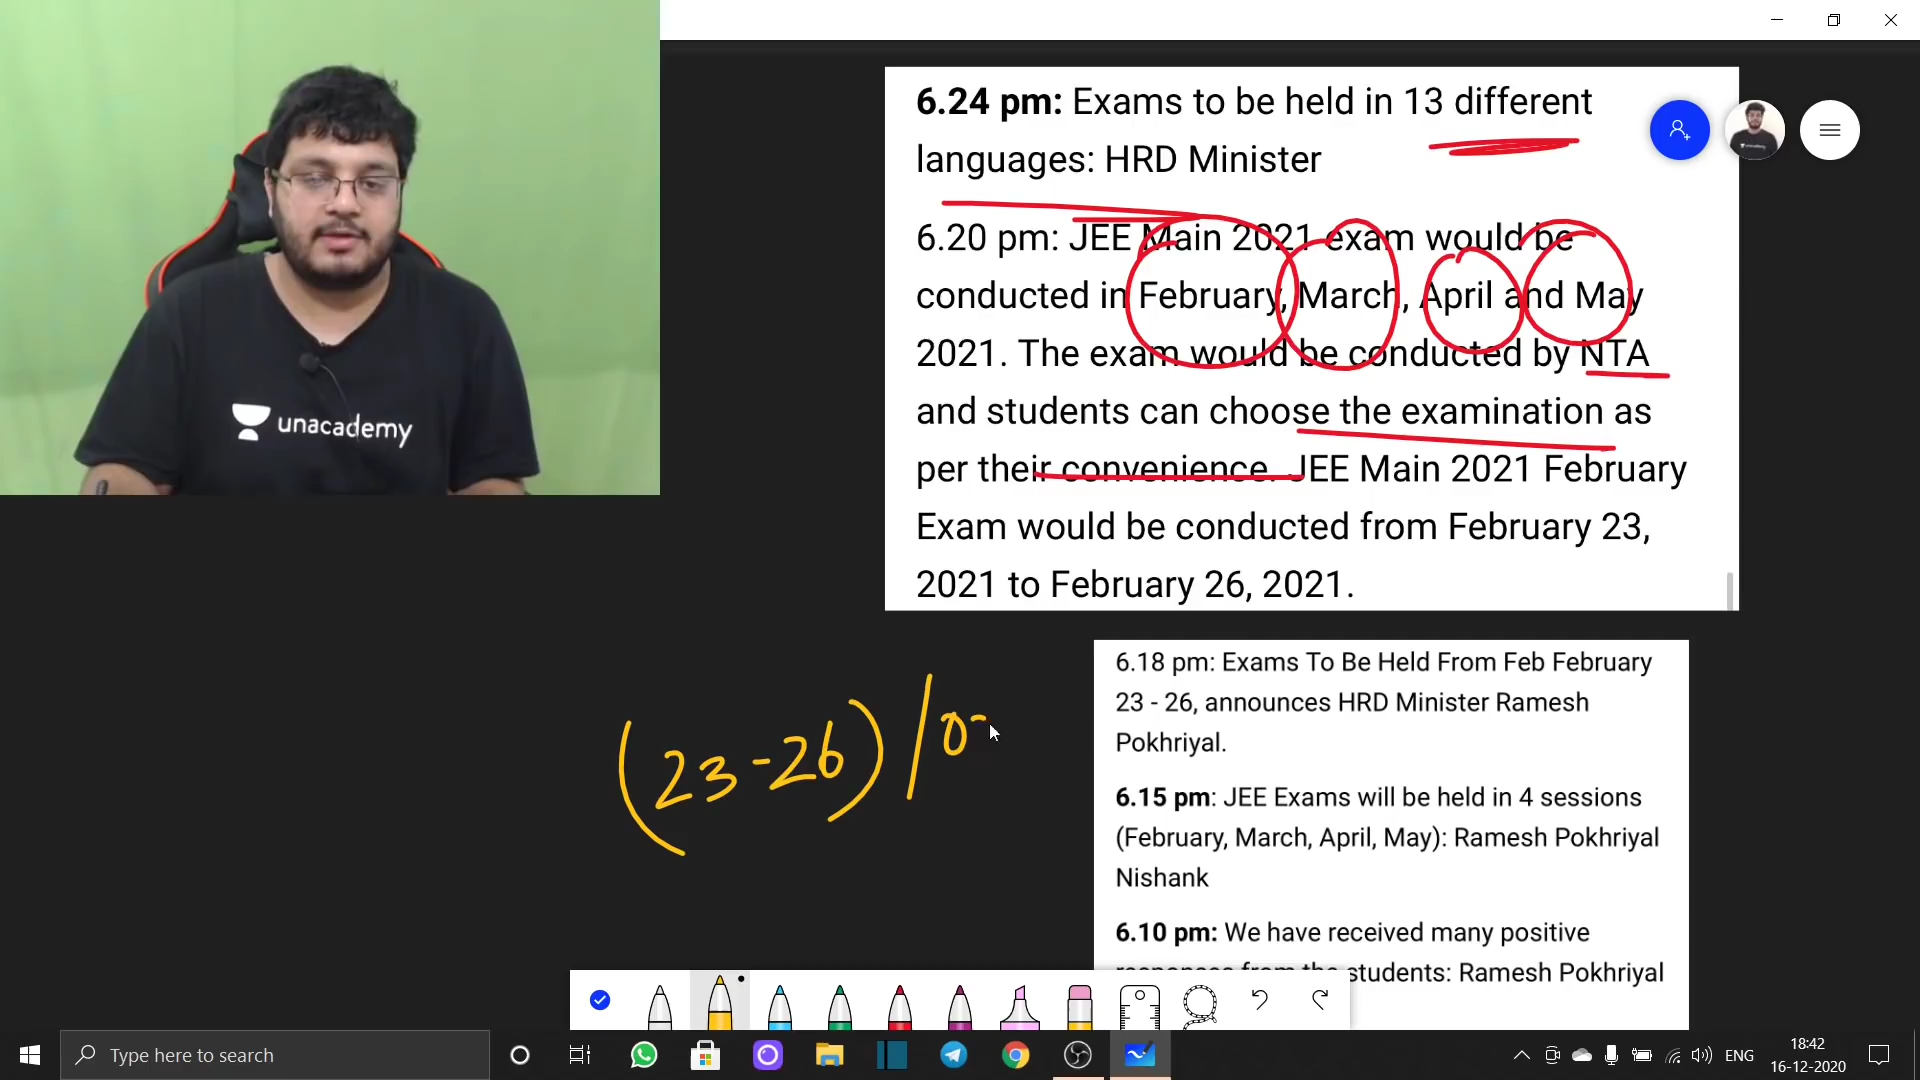 6.24 pm: Exams to be held in 13 different
languages: HRD Minister
6.20 pm: JEE Main 2021 exam would be
conducted in February, March, April and May
2021. The exam would be conducted by NTA
and students can choose the examination as
per their convenience. JEE Main 2021 February
Exam would be conducted from February 23,
2021 to February 26, 2021.
unacademy
(23-26)/0
6.18 pm: Exams To Be Held From Feb February
23 - 26, announces HRD Minister Ramesh
Pokhriyal.
6.15 pm: JEE Exams will be held in 4 sessions
(February, March, April, May): Ramesh Pokhriyal
Nishank
6.10 pm: We have received many positive
responses from the students: Ramesh Pokhriyal
Type here to search
ENG
18:42
16-12-2020